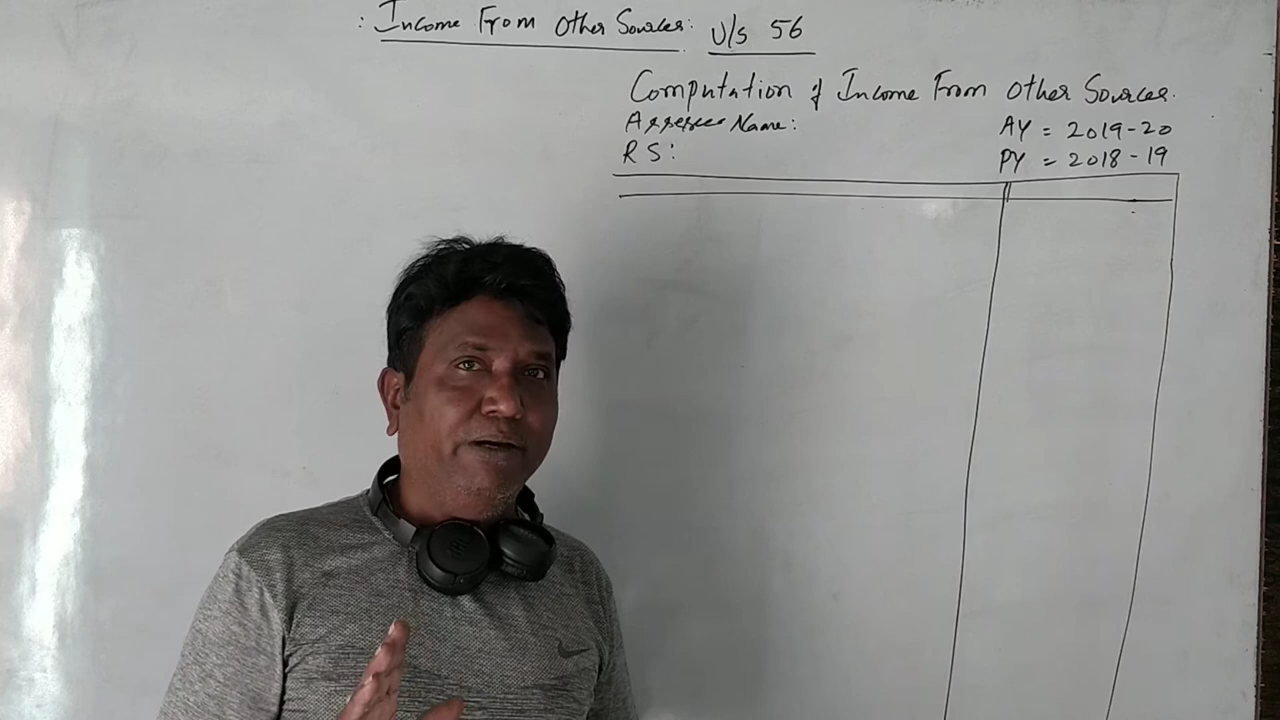 : Income From Other Sources: U/S 56
Computation of Income From Other Sources.
Assessee Name: AY = 2019-20
R S: PY = 2018-19
JBL